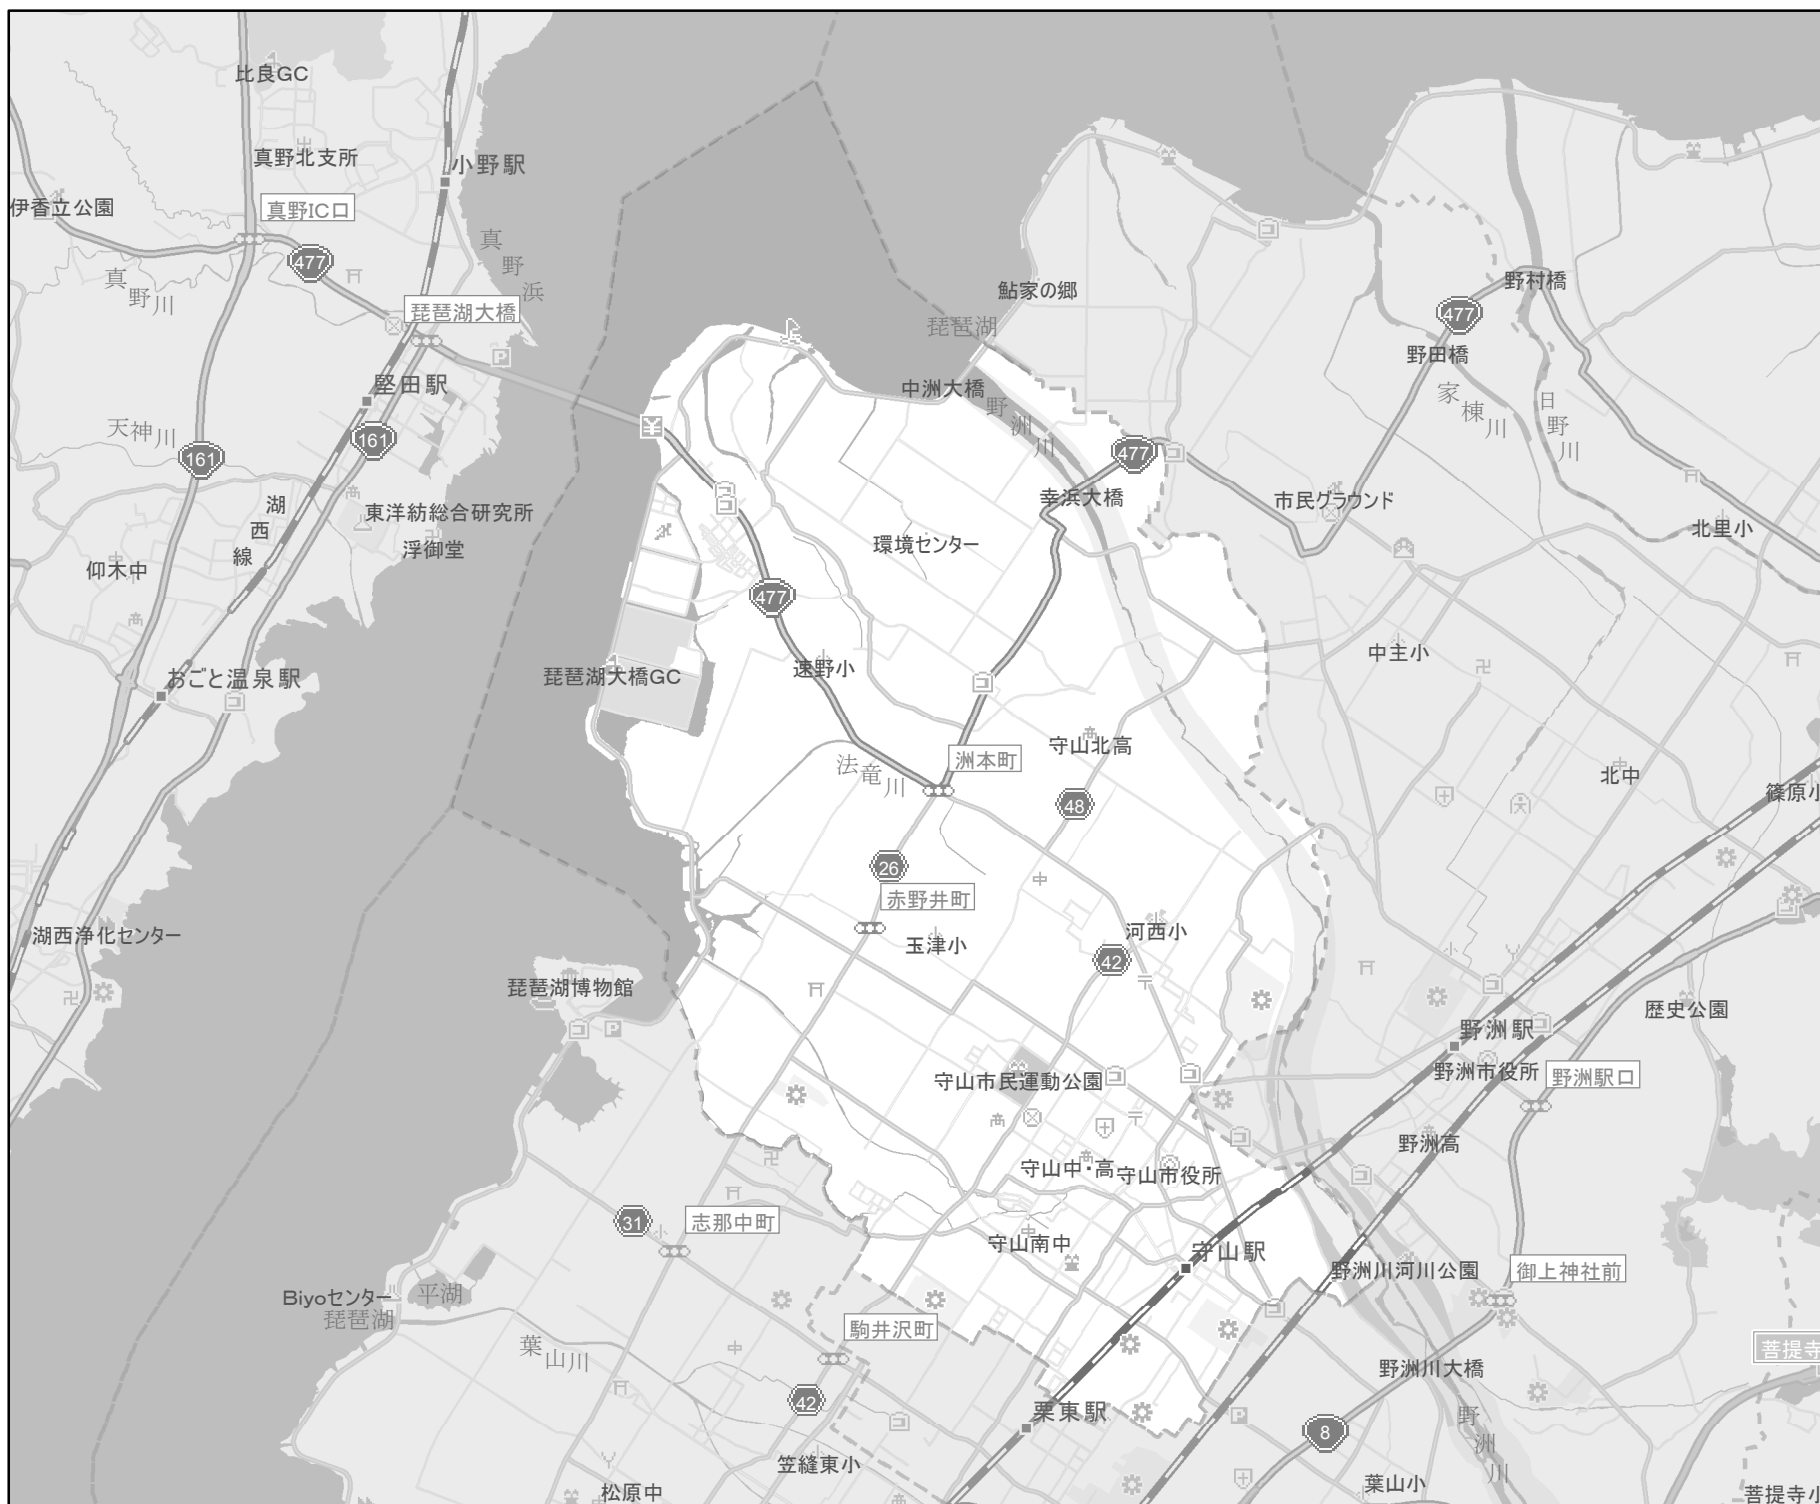 比良GC
真野北支所
小野駅
伊香立公園
真野IC口
477
真野川
真野浜
琵琶湖大橋
堅田駅
天神川
161
161
湖西線
東洋紡総合研究所
浮御堂
仰木中
おごと温泉駅
湖西浄化センター
鮎家の郷
琵琶湖
中洲大橋
野洲川
477
幸浜大橋
野村橋
477
野田橋
家棟川
日野川
市民グラウンド
北里小
環境センター
477
速野小
琵琶湖大橋GC
中主小
守山北高
洲本町
法竜川
48
北中
篠原小
26
赤野井町
玉津小
河西小
42
琵琶湖博物館
歴史公園
野洲駅
野洲市役所
野洲駅口
守山市民運動公園
野洲高
守山中・高
守山市役所
31
志那中町
守山南中
守山駅
野洲川河川公園
御上神社前
Biyoセンター
平湖
琵琶湖
葉山川
駒井沢町
菩提寺
野洲川大橋
42
栗東駅
8
野洲川
笠縫東小
松原中
葉山小
菩提寺小